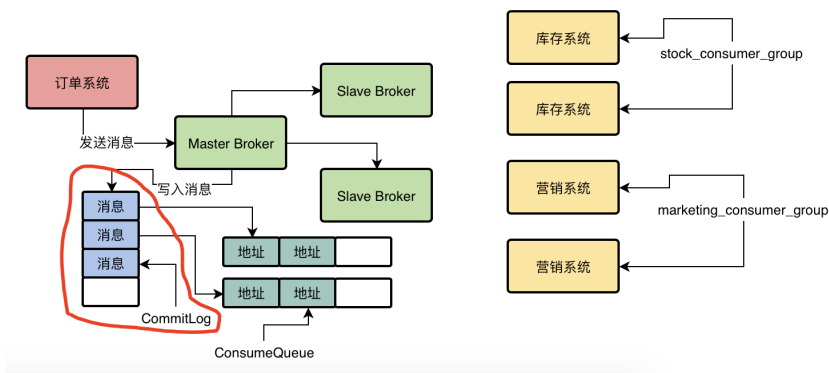 订单系统
发送消息
Master Broker
Slave Broker
Slave Broker
写入消息
消息
消息
消息
CommitLog
地址
地址
地址
地址
ConsumeQueue
库存系统
stock_consumer_group
库存系统
营销系统
marketing_consumer_group
营销系统